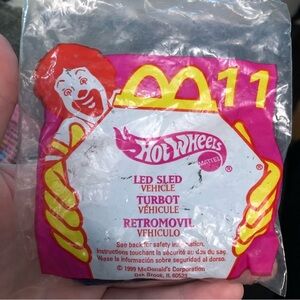 11
Hot Wheels
MATTEL
®
®
LED SLED
VEHICLE
TURBOT
VÉHICULE
RETROMOVIL
VEHICULO
See back for safety information.
Instructions touchant la sécurité au dos du sac.
Véase la información sobre seguridad al dorso.
© 1999 McDonald's Corporation
Oak Brook, IL 60523